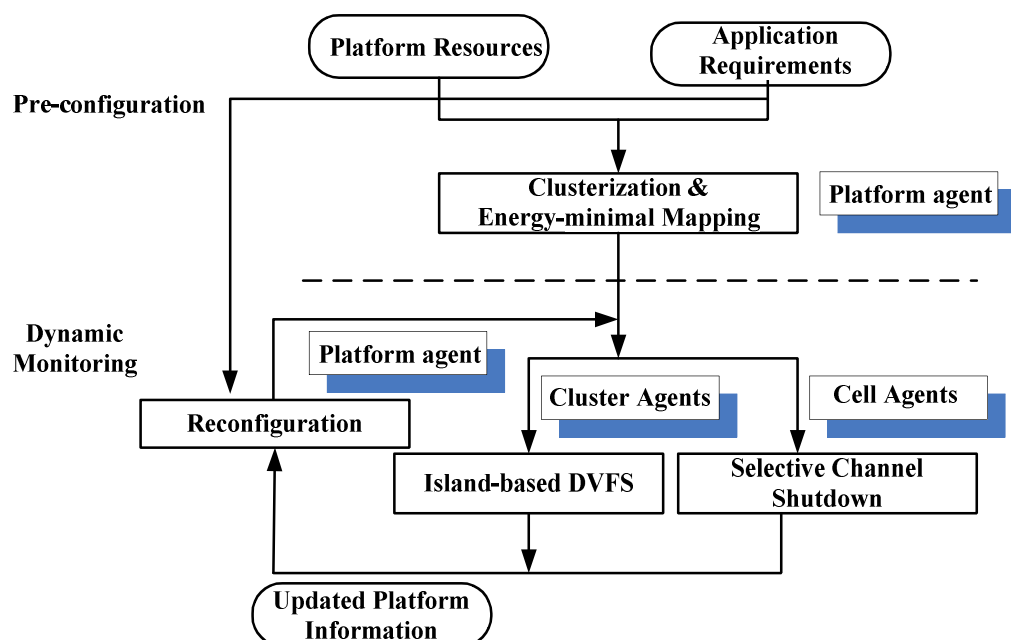 Platform Resources
Application
Requirements
Pre-configuration
Clusterization &
Energy-minimal Mapping
Platform agent
Dynamic
Monitoring
Platform agent
Cluster Agents
Cell Agents
Reconfiguration
Island-based DVFS
Selective Channel
Shutdown
Updated Platform
Information